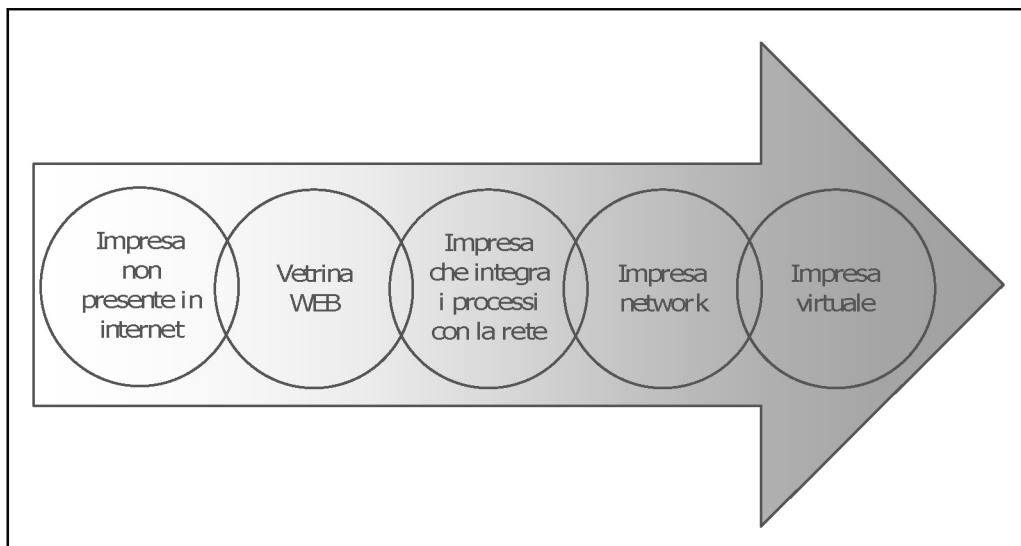 Impresa
non
presente in
internet
Vetrina
WEB
Impresa
che integra
i processi
con la rete
Impresa
network
Impresa
virtuale